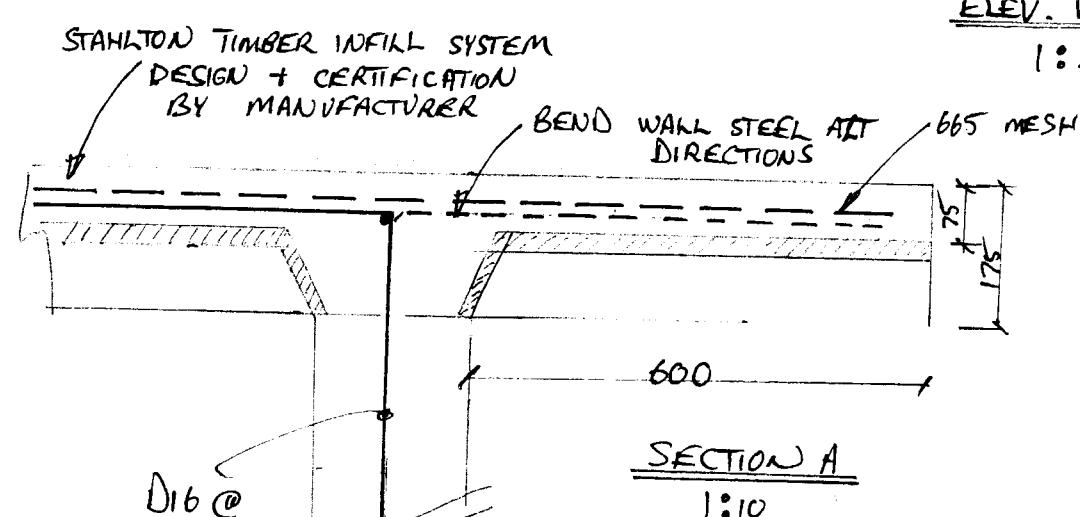 ELEV.
1:
STAHLTON TIMBER INFILL SYSTEM
DESIGN + CERTIFICATION
BY MANUFACTURER
BEND WALL STEEL ALT
DIRECTIONS
665 MESH
75
175
600
SECTION A
1:10
D16 @